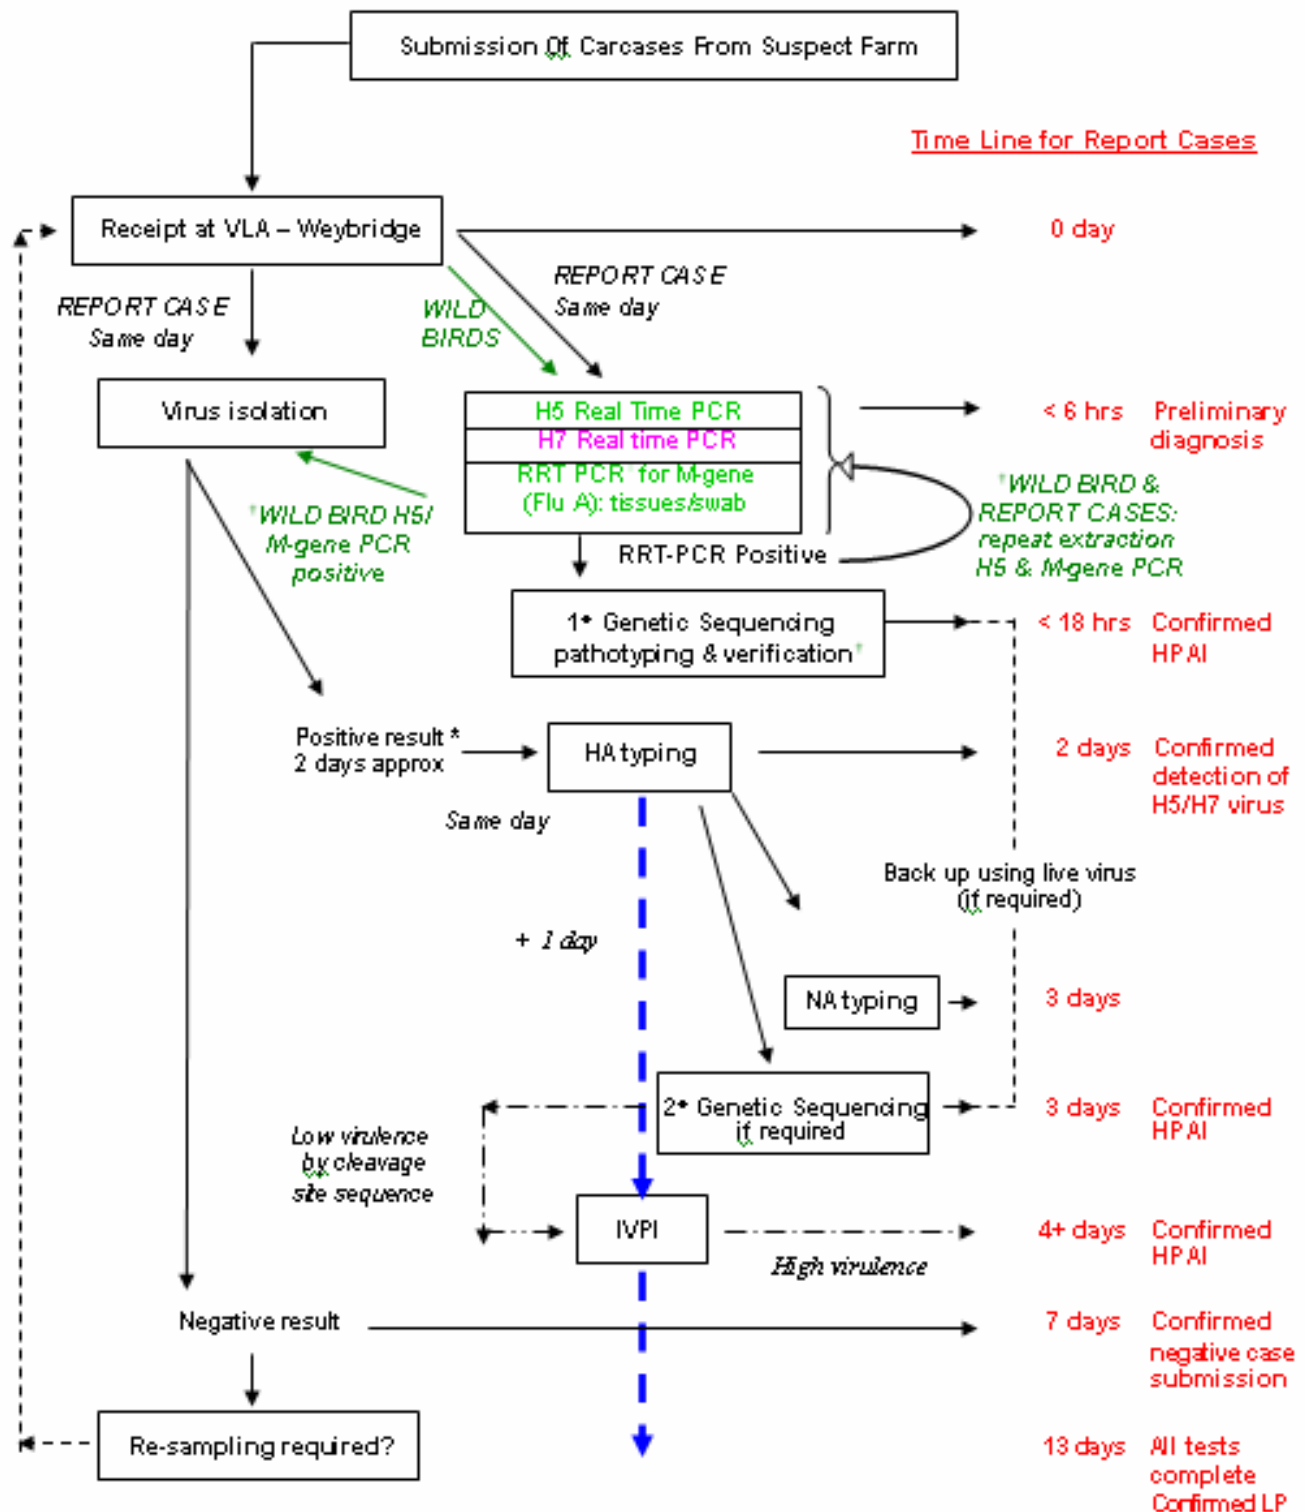 Submission Of Carcases From Suspect Farm
Time Line for Report Cases
Receipt at VLA – Weybridge
0 day
REPORT CASE
Same day
WILD
BIRDS
REPORT CASE
Same day
Virus isolation
H5 Real Time PCR
H7 Real time PCR
RRT PCR† for M-gene
(Flu A): tissues/swab
< 6 hrs Preliminary
diagnosis
†WILD BIRD H5/
M-gene PCR
positive
RRT-PCR Positive
†WILD BIRD &
REPORT CASES:
repeat extraction
H5 & M-gene PCR
1• Genetic Sequencing
pathotyping & verification†
< 18 hrs Confirmed
HPAI
Positive result *
2 days approx
HA typing
2 days Confirmed
detection of
H5/H7 virus
Same day
Back up using live virus
(if required)
+ 1 day
NA typing
3 days
2• Genetic Sequencing
if required
3 days Confirmed
HPAI
Low virulence
by cleavage
site sequence
IVPI
High virulence
4+ days Confirmed
HPAI
Negative result
7 days Confirmed
negative case
submission
Re-sampling required?
13 days All tests
complete
Confirmed LP